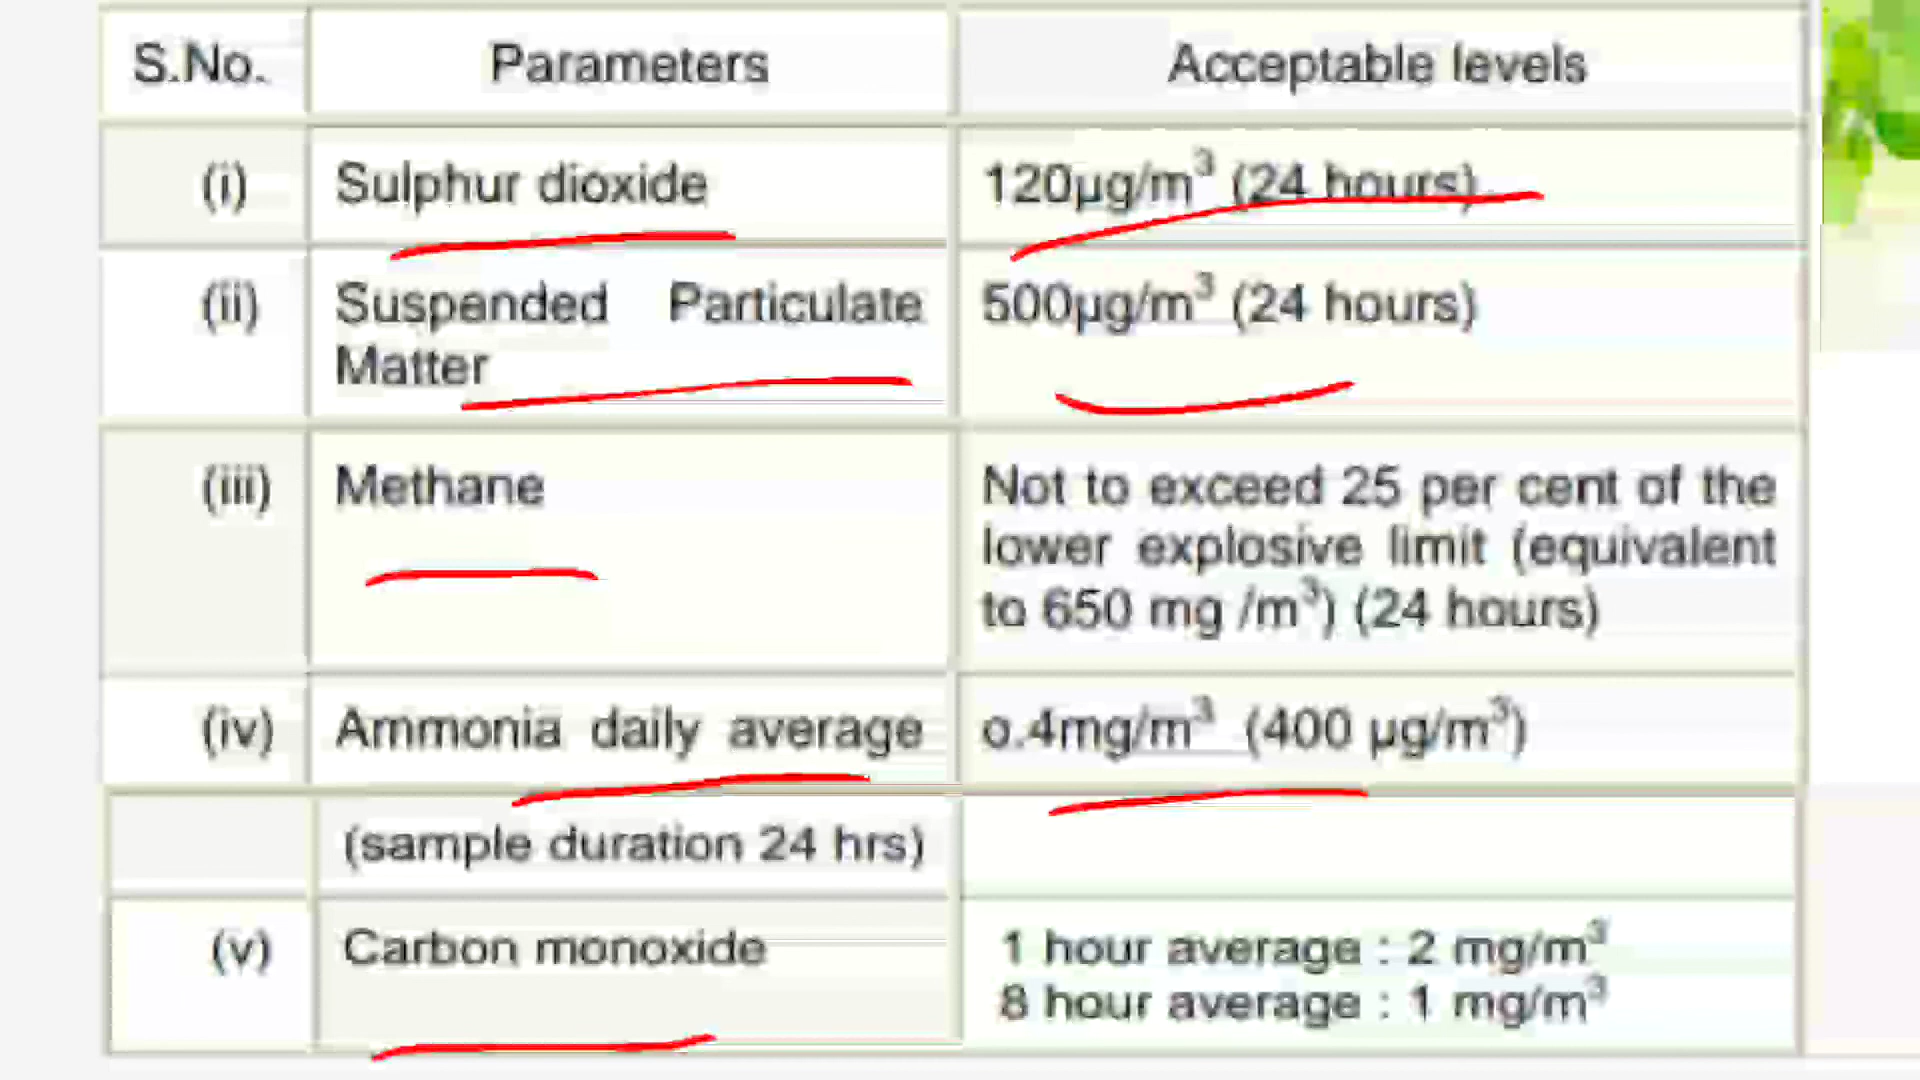 S.No. Parameters Acceptable levels
(i) Sulphur dioxide 120µg/m³ (24 hours)
(ii) Suspended Particulate 500µg/m³ (24 hours)
Matter
(iii) Methane Not to exceed 25 per cent of the
lower explosive limit (equivalent
to 650 mg /m³) (24 hours)
(iv) Ammonia daily average o.4mg/m³ (400 µg/m³)
(sample duration 24 hrs)
(v) Carbon monoxide 1 hour average : 2 mg/m³
8 hour average : 1 mg/m³